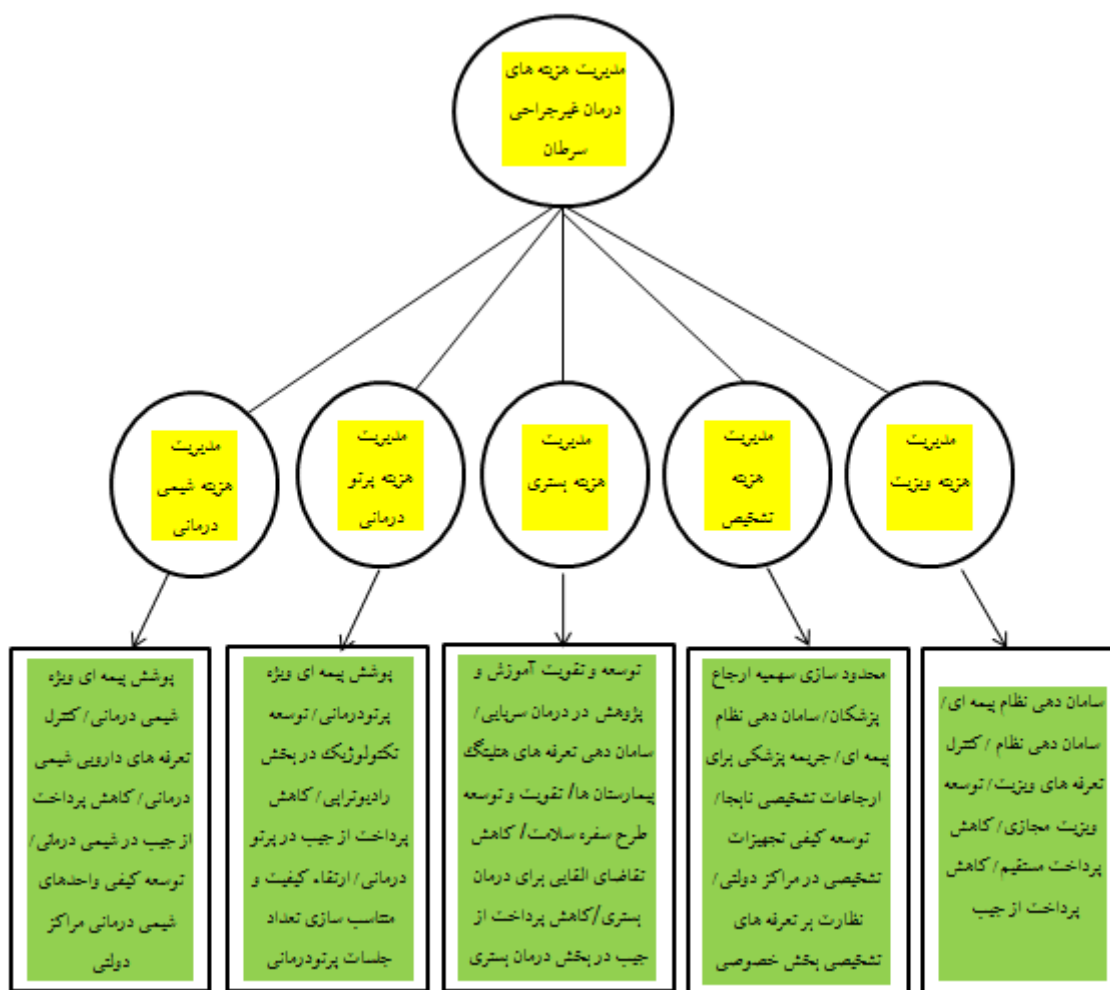 مدیریت هزینه های
درمان غیرجراحی
سرطان
مدیریت
هزینه ویزیت
مدیریت
هزینه
تشخیص
مدیریت
هزینه بستری
مدیریت
هزینه پرتو
درمانی
مدیریت
هزینه شیمی
درمانی
سامان دهی نظام بیمه ای/
سامان دهی نظام /کنترل
تعرفه های ویزیت/ توسعه
ویزیت مجازی/ کاهش
پرداخت مستقیم/ کاهش
پرداخت از جیب
محدود سازی سهمیه ارجاع
پزشکان/ سامان دهی نظام
بیمه ای/ جریمه پزشکی برای
ارجاعات تشخیصی نابجا/
توسعه کیفی تجهیزات
تشخیصی در مراکز دولتی/
نظارت بر تعرفه های
تشخیصی بخش خصوصی
توسعه و تقویت آموزش و
پژوهش در درمان سرپایی/
سامان دهی تعرفه های هتلینگ
بیمارستان ها/ تقویت و توسعه
طرح سفره سلامت/ کاهش
تقاضای القایی برای درمان
بستری/کاهش پرداخت از
جیب در بخش درمان بستری
پوشش بیمه ای ویژه
پرتودرمانی/ توسعه
تکنولوژیک در بخش
رادیوتراپی/ کاهش
پرداخت از جیب در پرتو
درمانی/ ارتقاء کیفیت و
متناسب سازی تعداد
جلسات پرتودرمانی
پوشش بیمه ای ویژه
شیمی درمانی/ کنترل
تعرفه های دارویی شیمی
درمانی/ کاهش پرداخت
از جیب در شیمی درمانی/
توسعه کیفی واحدهای
شیمی درمانی مراکز
دولتی